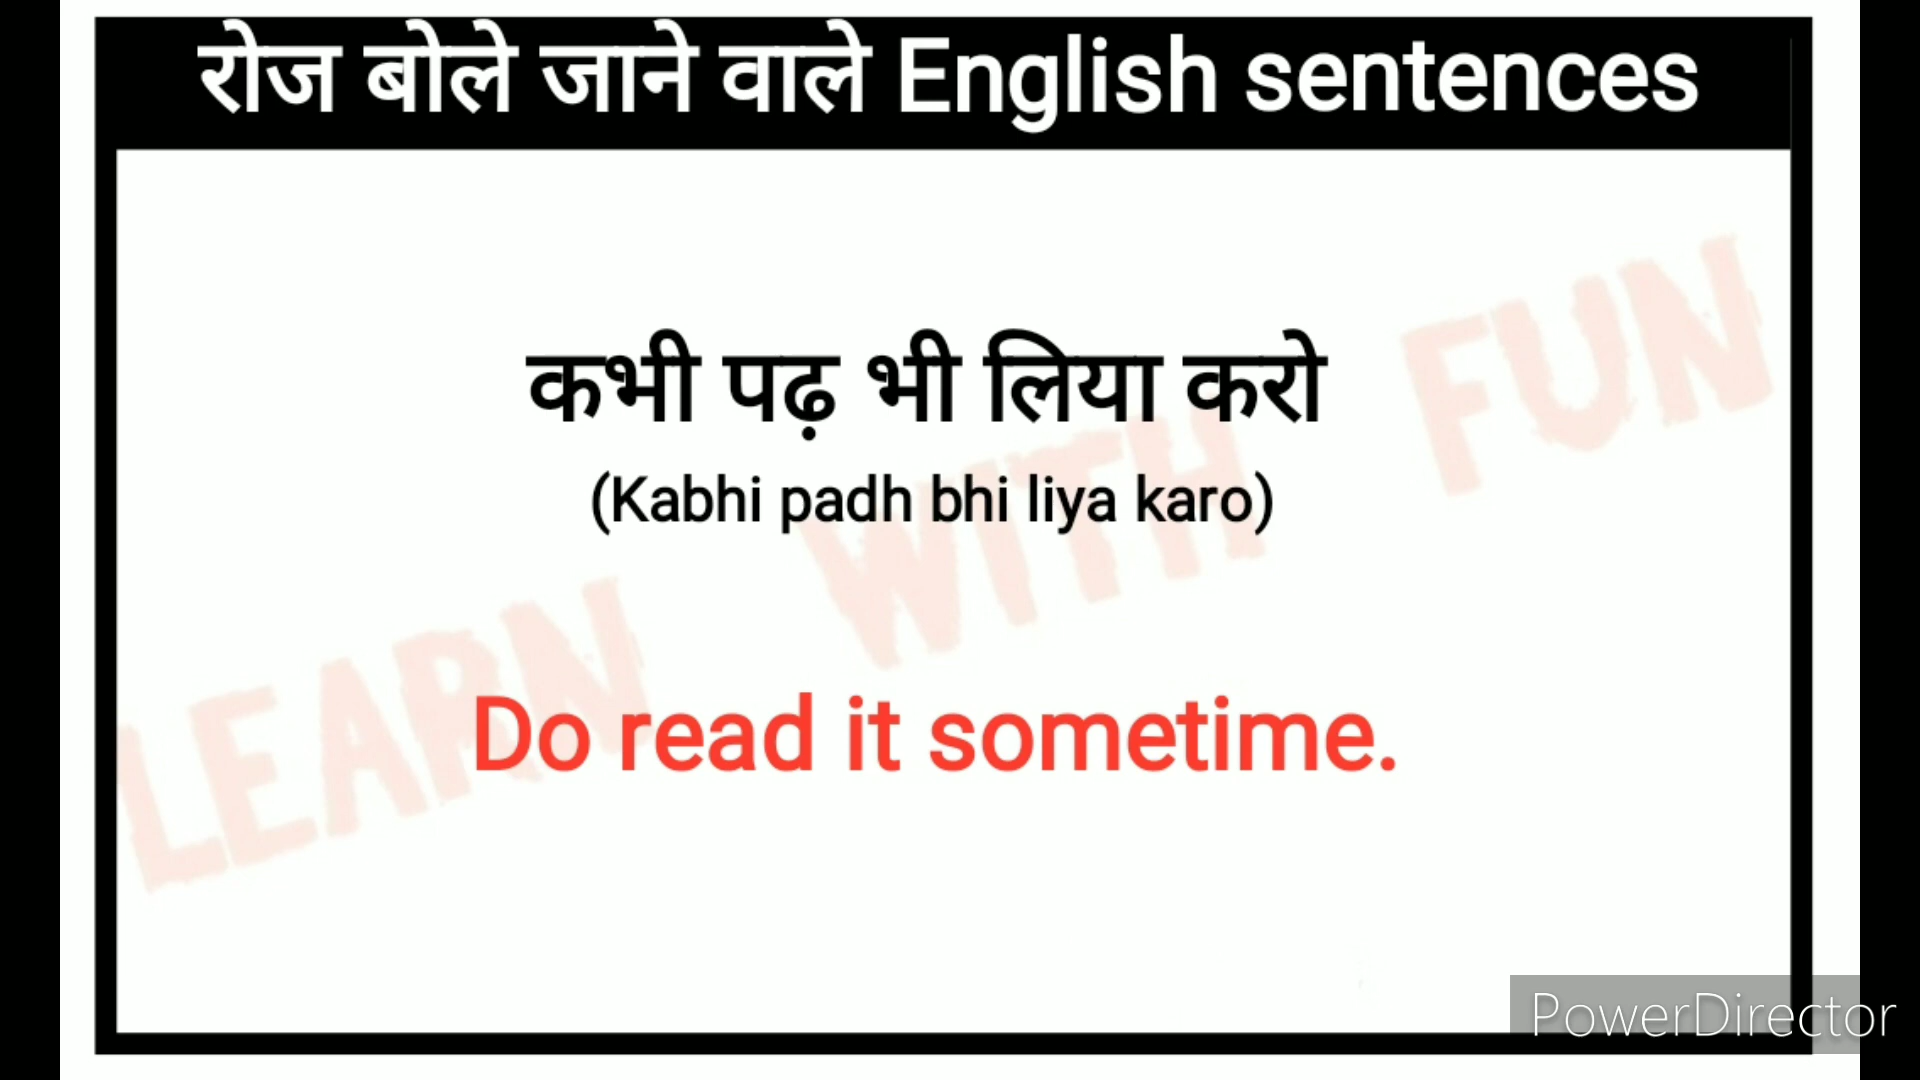 रोज बोले जाने वाले English sentences
कभी पढ़ भी लिया करो
(Kabhi padh bhi liya karo)
LEARN WITH FUN
Do read it sometime.
PowerDirector